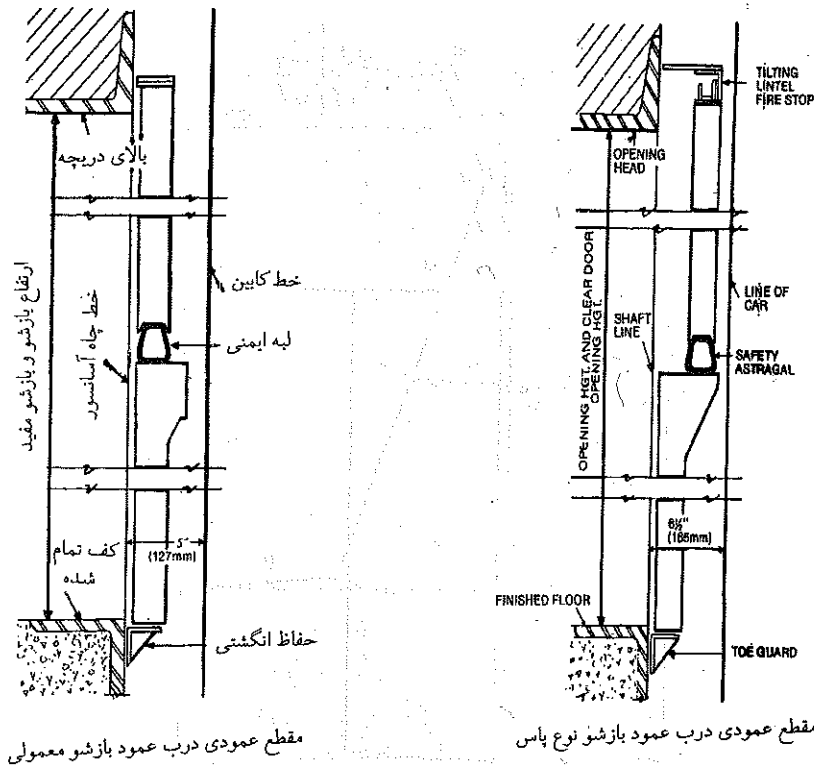 بالای دریچه
ارتفاع بازشو و بازشو مفید
خط چاه آسانسور
خط کابین
لبه ایمنی
5"
(127mm)
کف تمام
شده
حفاظ انگشتی
مقطع عمودی درب عمود بازشو معمولی
TILTING
LINTEL
FIRE STOP
OPENING
HEAD
OPENING HGT. AND CLEAR DOOR
OPENING HGT.
SHAFT
LINE
LINE OF
CAR
SAFETY
ASTRAGAL
6½"
(165mm)
FINISHED FLOOR
TOE GUARD
مقطع عمودی درب عمود بازشو نوع پاس